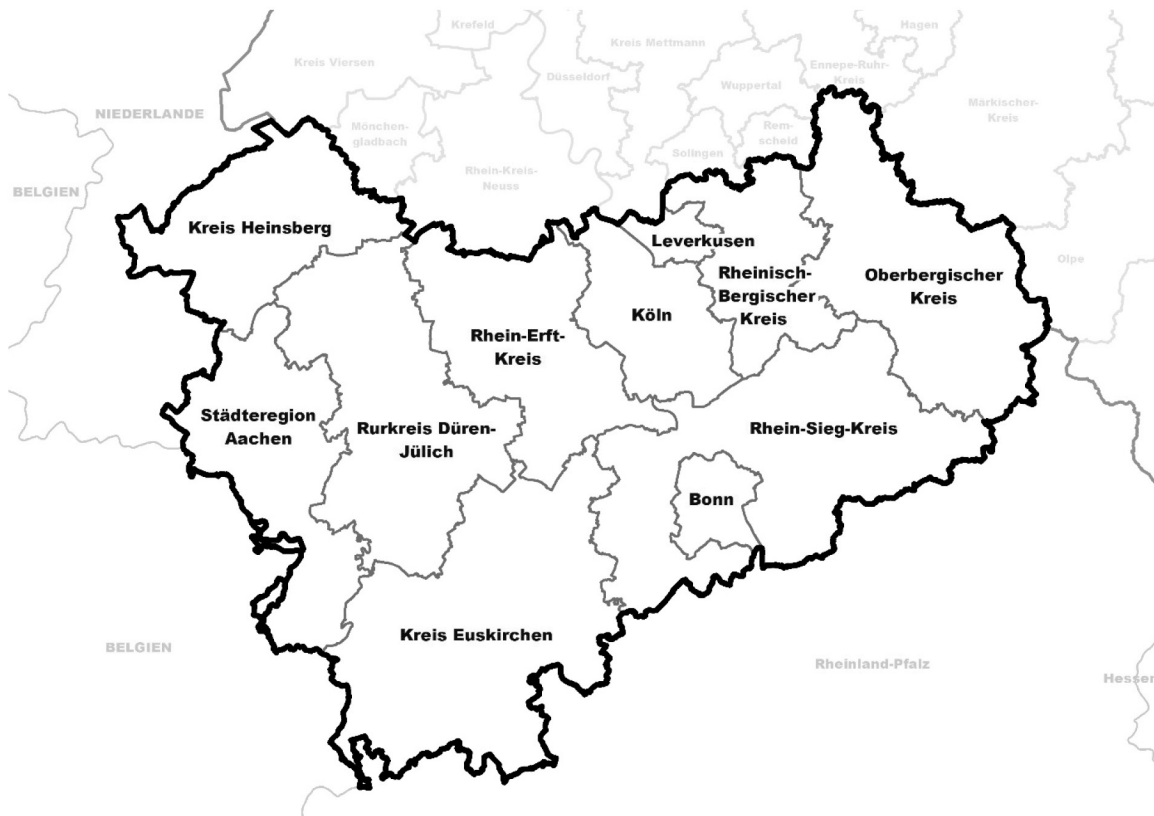 Krefeld
Hagen
Kreis Mettmann
Kreis Viersen
Ennepe-Ruhr-
Kreis
Düsseldorf
Wuppertal
Märkischer-
Kreis
NIEDERLANDE
Mönchen-
gladbach
Rem-
scheid
Solingen
Rhein-Kreis-
Neuss
BELGIEN
Kreis Heinsberg
Leverkusen
Olpe
Rheinisch-
Bergischer
Kreis
Oberbergischer
Kreis
Köln
Rhein-Erft-
Kreis
Städteregion
Aachen
Rurkreis Düren-
Jülich
Rhein-Sieg-Kreis
Bonn
Kreis Euskirchen
BELGIEN
Rheinland-Pfalz
Hessen